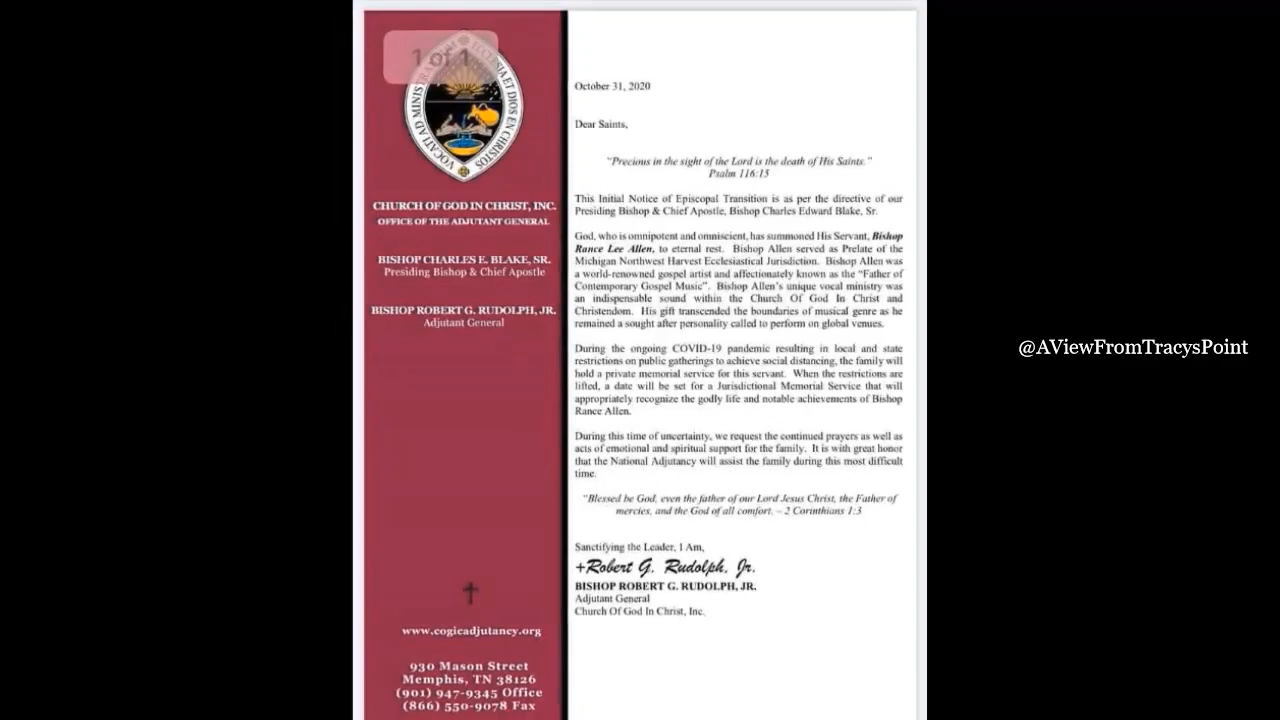 1 of 1
VOCATI AD MINISTRA
ECCLESIA ET DIOS EN CHRISTOS
CHURCH OF GOD IN CHRIST, INC.
OFFICE OF THE ADJUTANT GENERAL
BISHOP CHARLES E. BLAKE, SR.
Presiding Bishop & Chief Apostle
BISHOP ROBERT G. RUDOLPH, JR.
Adjutant General
www.cogicadjutancy.org
930 Mason Street
Memphis, TN 38126
(901) 947-9345 Office
(866) 550-9078 Fax
October 31, 2020
Dear Saints,
"Precious in the sight of the Lord is the death of His Saints."
Psalm 116:15
This Initial Notice of Episcopal Transition is as per the directive of our
Presiding Bishop & Chief Apostle, Bishop Charles Edward Blake, Sr.
God, who is omnipotent and omniscient, has summoned His Servant, Bishop
Rance Lee Allen, to eternal rest. Bishop Allen served as Prelate of the
Michigan Northwest Harvest Ecclesiastical Jurisdiction. Bishop Allen was
a world-renowned gospel artist and affectionately known as the "Father of
Contemporary Gospel Music". Bishop Allen's unique vocal ministry was
an indispensable sound within the Church Of God In Christ and
Christendom. His gift transcended the boundaries of musical genre as he
remained a sought after personality called to perform on global venues.
During the ongoing COVID-19 pandemic resulting in local and state
restrictions on public gatherings to achieve social distancing, the family will
hold a private memorial service for this servant. When the restrictions are
lifted, a date will be set for a Jurisdictional Memorial Service that will
appropriately recognize the godly life and notable achievements of Bishop
Rance Allen.
During this time of uncertainty, we request the continued prayers as well as
acts of emotional and spiritual support for the family. It is with great honor
that the National Adjutancy will assist the family during this most difficult
time.
"Blessed be God, even the father of our Lord Jesus Christ, the Father of
mercies, and the God of all comfort. – 2 Corinthians 1:3
Sanctifying the Leader, I Am,
+Robert G. Rudolph, Jr.
BISHOP ROBERT G. RUDOLPH, JR.
Adjutant General
Church Of God In Christ, Inc.
@AViewFromTracysPoint